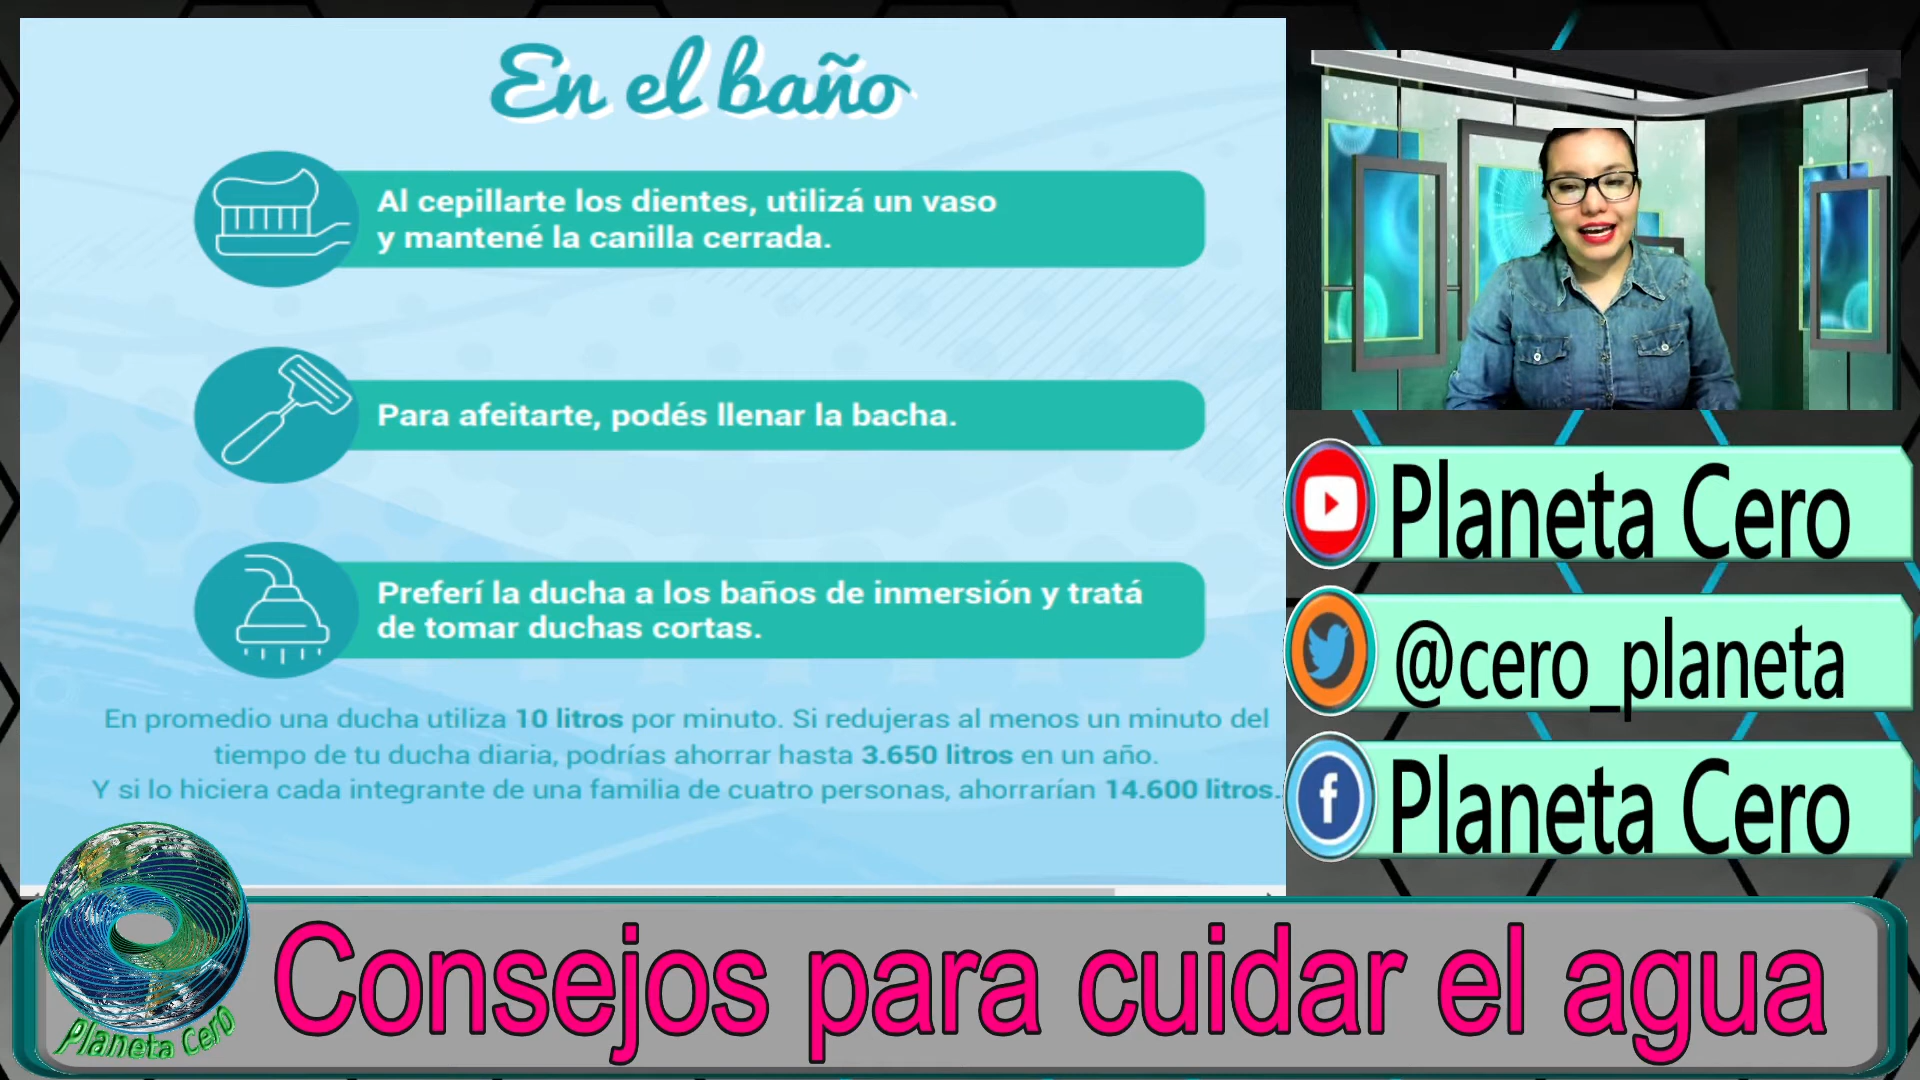 En el baño
Al cepillarte los dientes, utilizá un vaso
y mantené la canilla cerrada.
Para afeitarte, podés llenar la bacha.
Preferí la ducha a los baños de inmersión y tratá
de tomar duchas cortas.
En promedio una ducha utiliza 10 litros por minuto. Si redujeras al menos un minuto del
tiempo de tu ducha diaria, podrías ahorrar hasta 3.650 litros en un año.
Y si lo hiciera cada integrante de una familia de cuatro personas, ahorrarían 14.600 litros.
Planeta Cero
@cero_planeta
Planeta Cero
Planeta Cero
Consejos para cuidar el agua